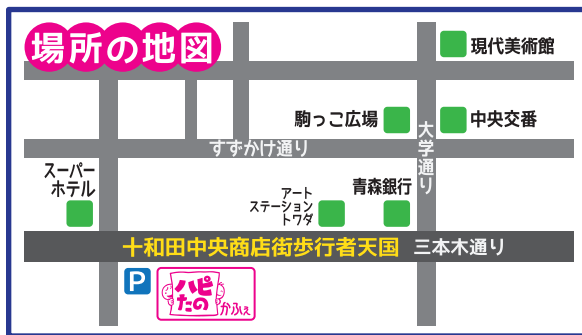 場所の地図
現代美術館
駒っこ広場
中央交番
大学通り
すずかけ通り
スーパー
ホテル
アート
ステーション
トワダ
青森銀行
十和田中央商店街歩行者天国
三本木通り
P
ハピ
たの
かふぇ